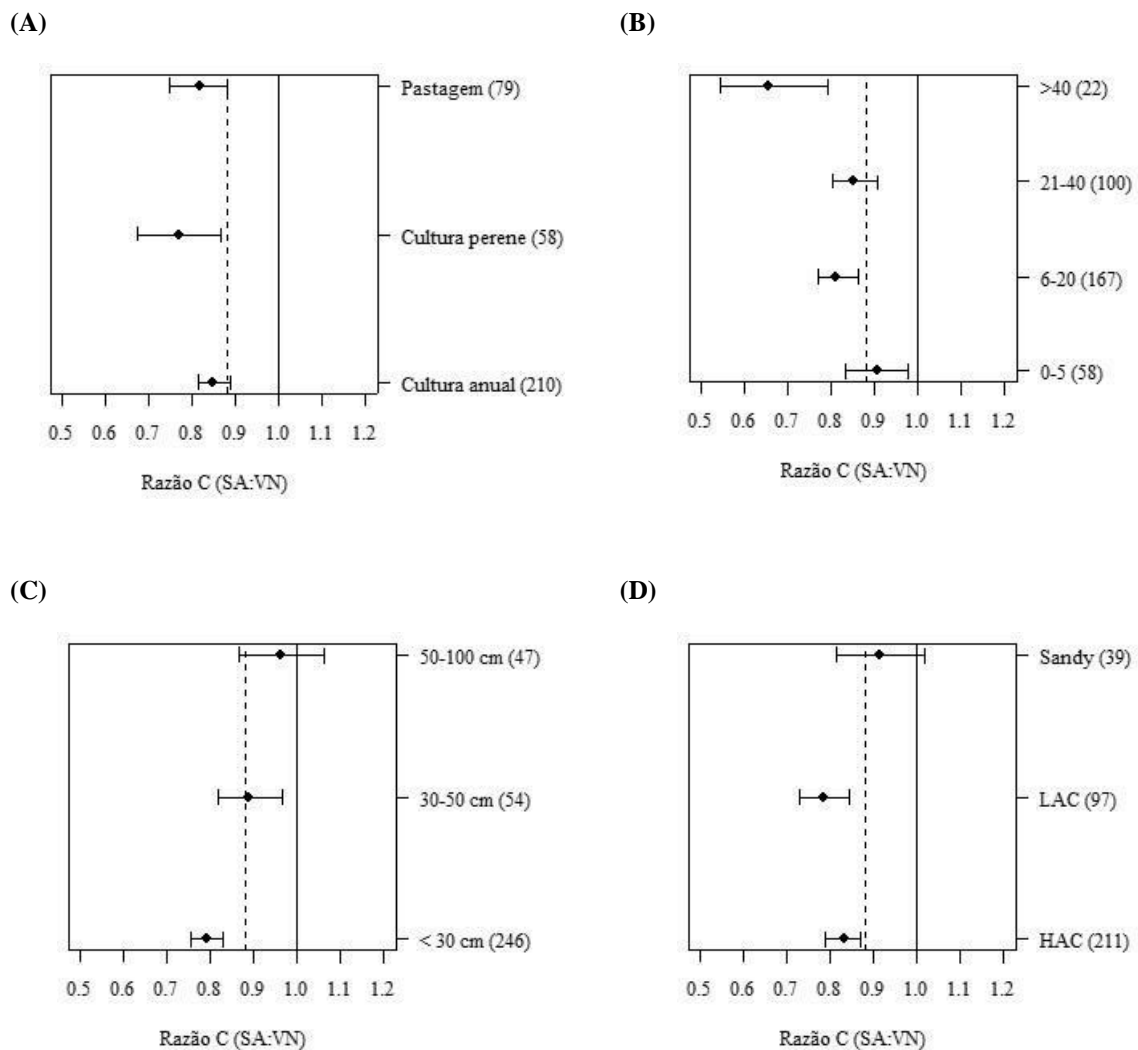 (A)
Pastagem (79)
Cultura perene (58)
Cultura anual (210)
0.5 0.6 0.7 0.8 0.9 1.0 1.1 1.2
Razão C (SA:VN)
(B)
>40 (22)
21-40 (100)
6-20 (167)
0-5 (58)
0.5 0.6 0.7 0.8 0.9 1.0 1.1 1.2
Razão C (SA:VN)
(C)
50-100 cm (47)
30-50 cm (54)
< 30 cm (246)
0.5 0.6 0.7 0.8 0.9 1.0 1.1 1.2
Razão C (SA:VN)
(D)
Sandy (39)
LAC (97)
HAC (211)
0.5 0.6 0.7 0.8 0.9 1.0 1.1 1.2
Razão C (SA:VN)